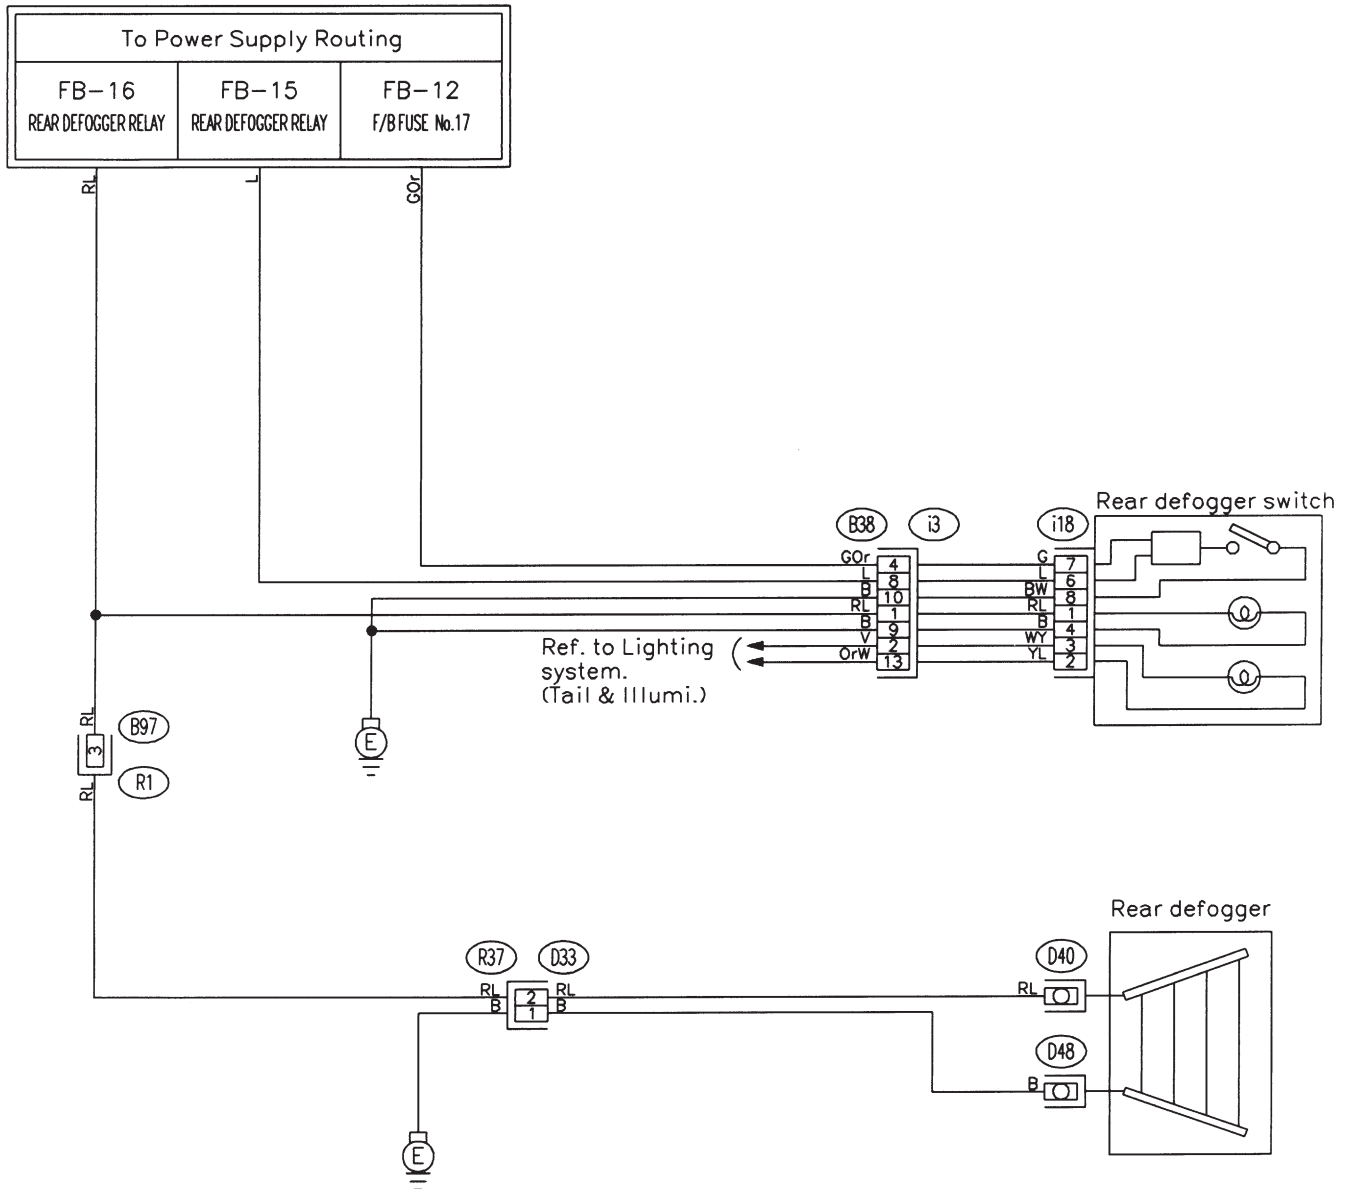 To Power Supply Routing
FB-16 FB-15 FB-12
REAR DEFOGGER RELAY REAR DEFOGGER RELAY F/B FUSE No.17
RL L GOr
Rear defogger switch
B38 i3 i18
GOr 4 G 7
L 8 L 6
B 10 BW 8
RL 1 RL 1
B 9 B 4
V 2 WY 3
OrW 13 YL 2
Ref. to Lighting
system.
(Tail & Illumi.)
RL
B97
3
E
R1
RL
Rear defogger
R37 D33 D40
RL 2 RL RL
B 1 B
D48
B
E